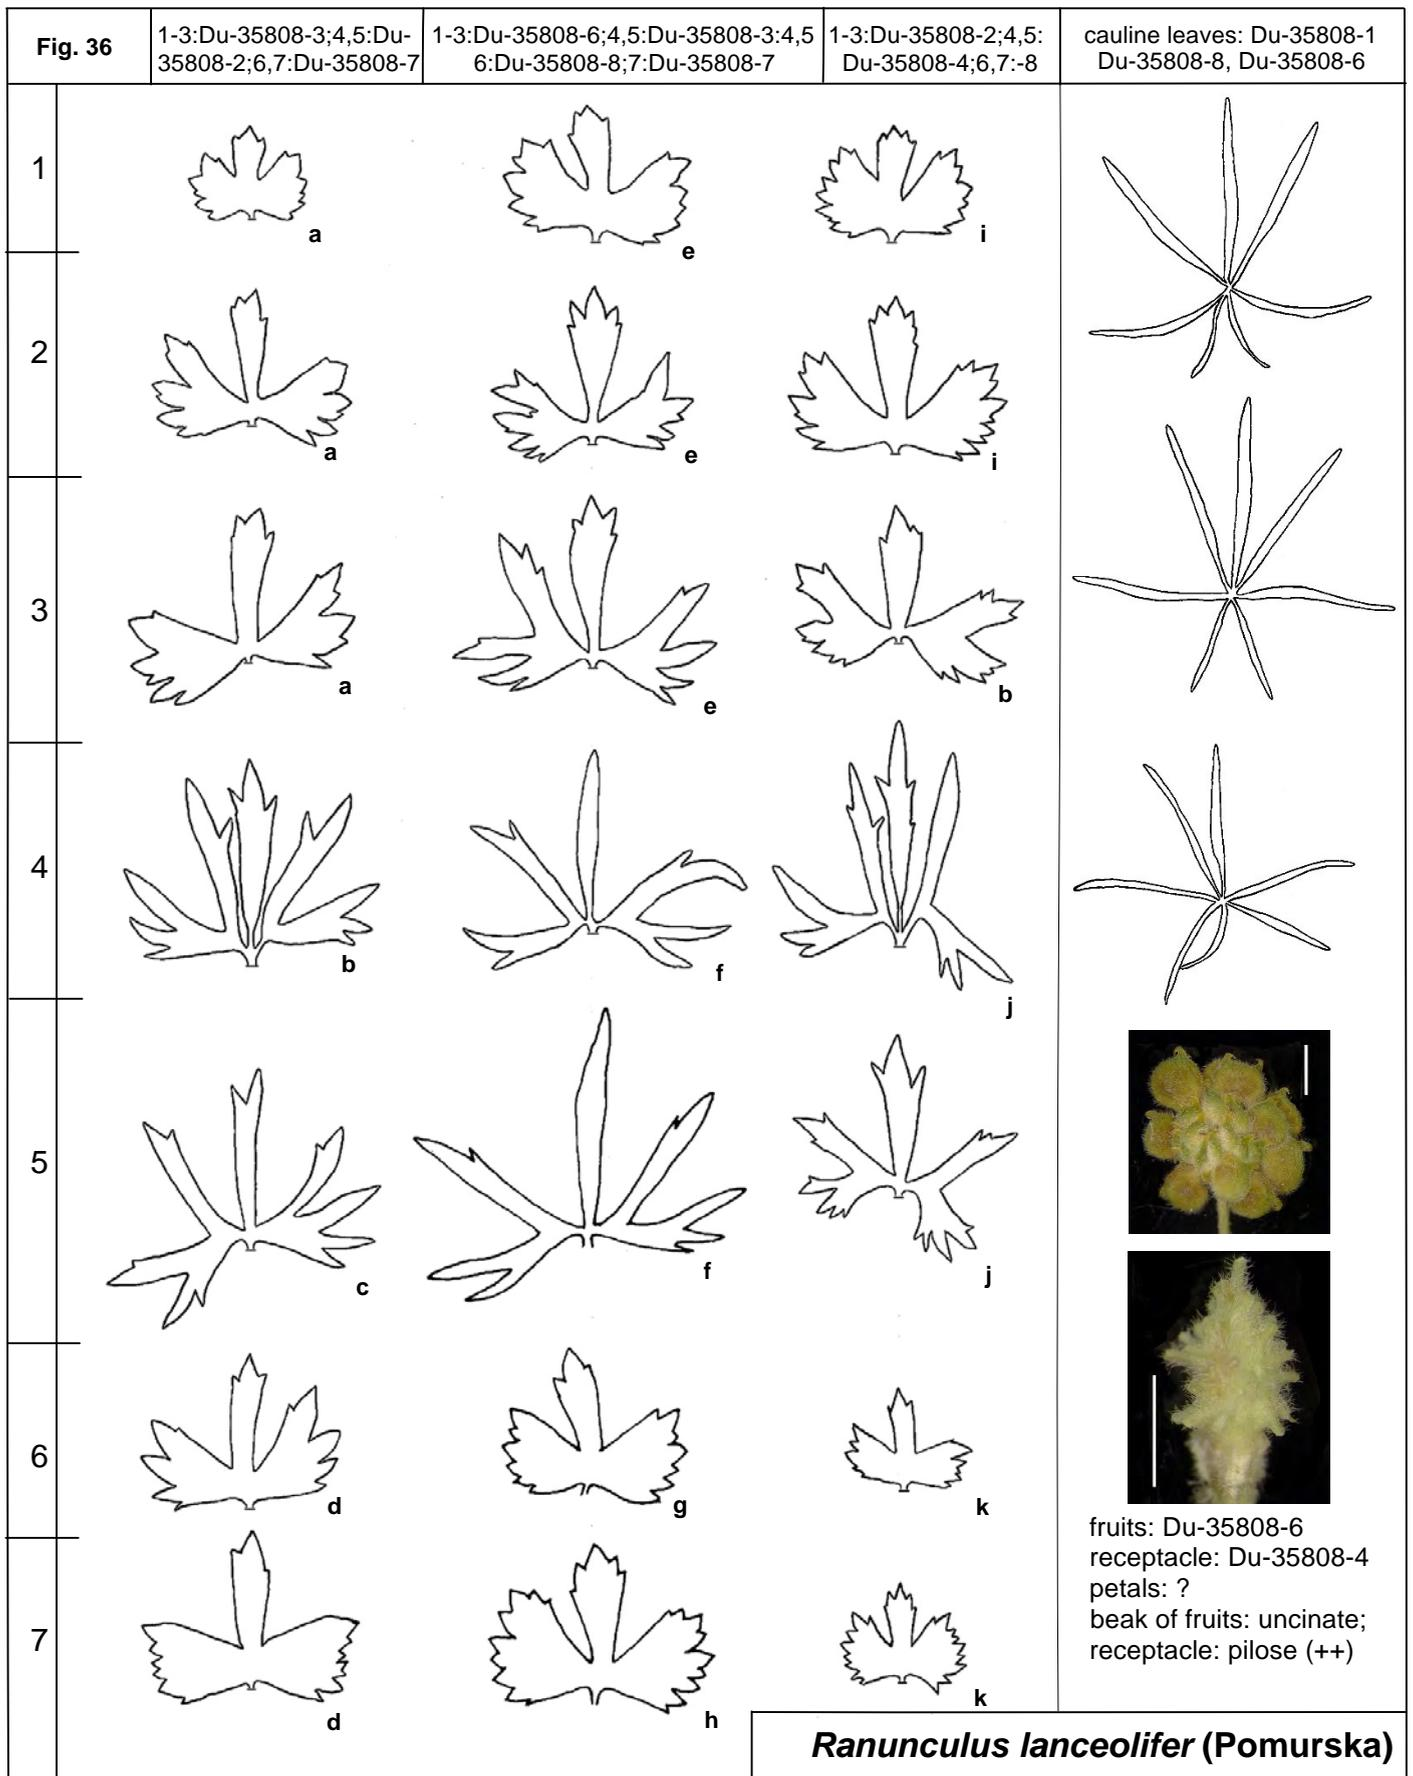 Fig. 36
1-3:Du-35808-3;4,5:Du-
35808-2;6,7:Du-35808-7
1-3:Du-35808-6;4,5:Du-35808-3:4,5
6:Du-35808-8;7:Du-35808-7
1-3:Du-35808-2;4,5:
Du-35808-4;6,7:-8
cauline leaves: Du-35808-1
Du-35808-8, Du-35808-6
1
a
e
i
2
a
e
i
3
a
e
b
4
b
f
j
5
c
f
j
6
d
g
k
7
d
h
k
fruits: Du-35808-6
receptacle: Du-35808-4
petals: ?
beak of fruits: uncinate;
receptacle: pilose (++)
Ranunculus lanceolifer (Pomurska)